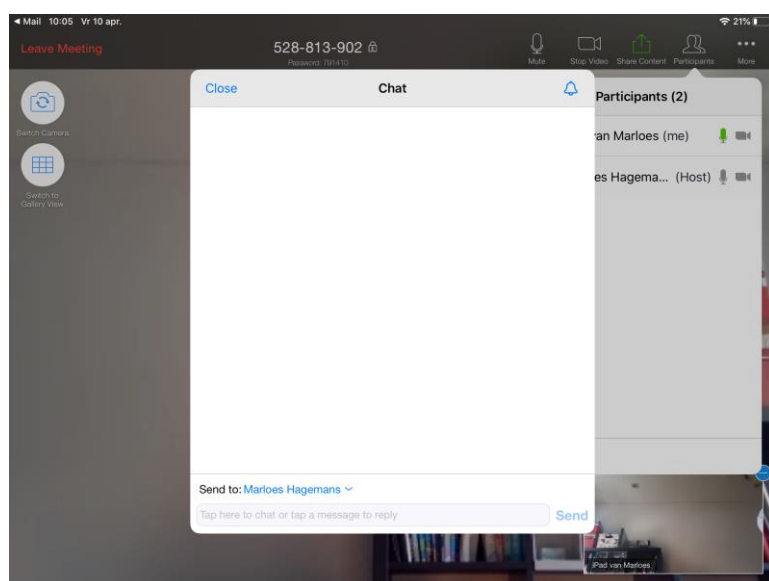 ◀ Mail 10:05 Vr 10 apr. 21%
Leave Meeting
528-813-902
Password: 791410
Mute
Stop Video
Share Content
Participants
More
Switch Camera
Switch to
Gallery View
Close
Chat
Participants (2)
van Marloes (me)
es Hagema... (Host)
Send to: Marloes Hagemans
Tap here to chat or tap a message to reply
Send
iPad van Marloes